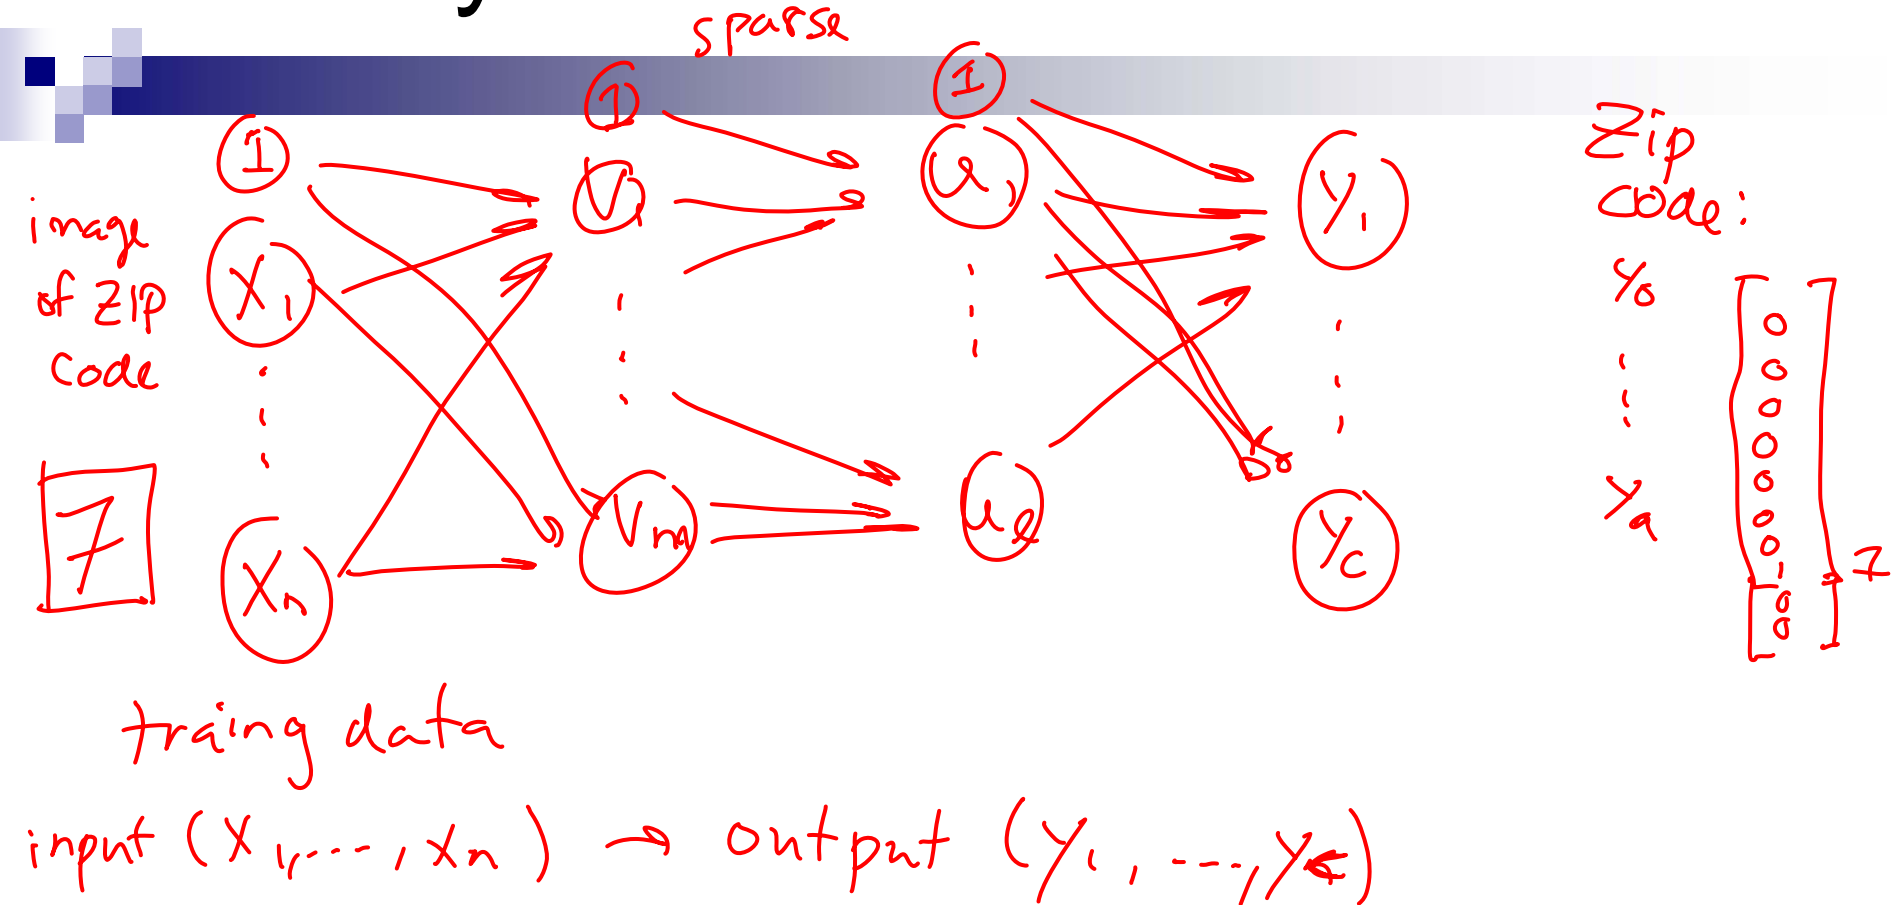 sparse
1 1 1
image of zip code
X1 V1 u1 Y1
Xn Vm ul Yc
7
Zip code:
y0
y9
0
0
0
0
0
0
0
1 7
0
0
traing data
input (X1, ..., Xn) → output (Y1, ..., Yc)